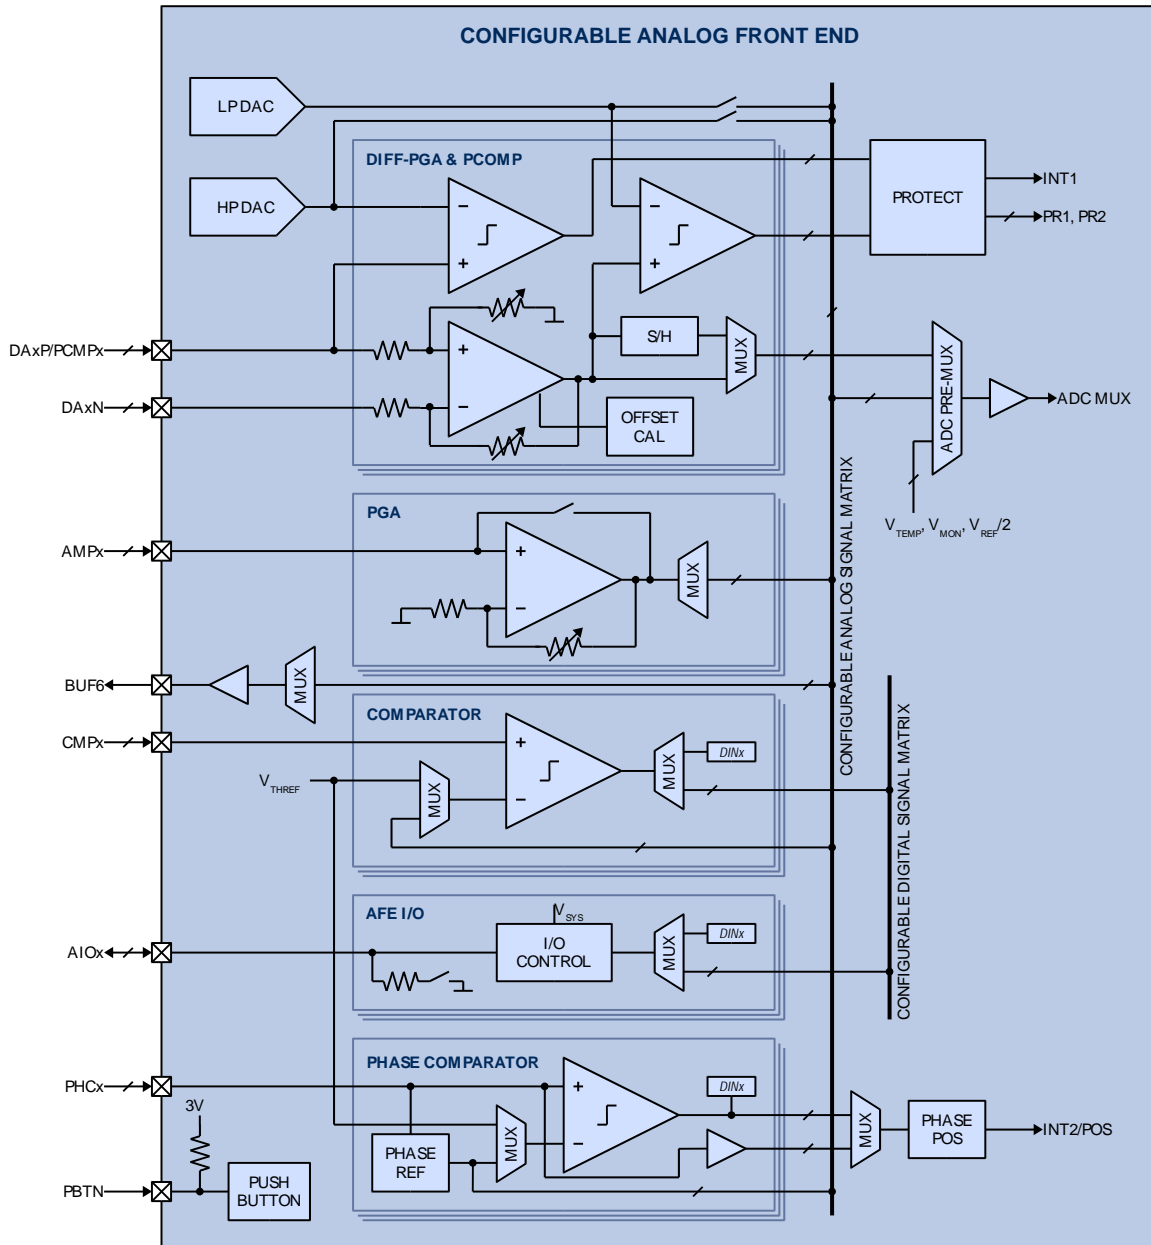 CONFIGURABLE ANALOG FRONT END
LPDAC
HPDAC
DIFF-PGA & PCOMP
PROTECT
INT1
PR1, PR2
DAxP/PCMPx
DAxN
S/H
MUX
OFFSET
CAL
ADC PRE-MUX
ADC MUX
VTEMP, VMON, VREF/2
CONFIGURABLE ANALOG SIGNAL MATRIX
PGA
AMPx
MUX
BUF6
MUX
CMPx
COMPARATOR
VTHREF
MUX
MUX
DINx
CONFIGURABLE DIGITAL SIGNAL MATRIX
AFE I/O
VSYS
AIOx
I/O
CONTROL
MUX
DINx
PHASE COMPARATOR
PHCx
3V
PHASE
REF
MUX
DINx
MUX
PHASE
POS
INT2/POS
PBTN
PUSH
BUTTON